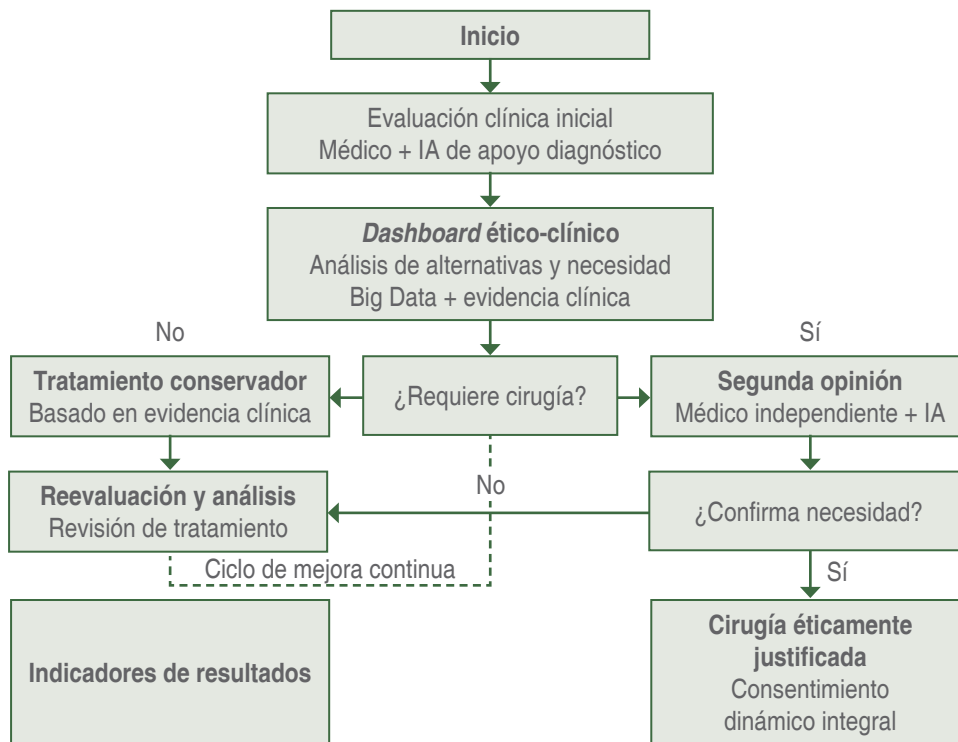 Inicio
Evaluación clínica inicial
Médico + IA de apoyo diagnóstico
Dashboard ético-clínico
Análisis de alternativas y necesidad
Big Data + evidencia clínica
No
Sí
Tratamiento conservador
Basado en evidencia clínica
¿Requiere cirugía?
Segunda opinión
Médico independiente + IA
Reevaluación y análisis
Revisión de tratamiento
No
¿Confirma necesidad?
Ciclo de mejora continua
Sí
Indicadores de resultados
Cirugía éticamente
justificada
Consentimiento
dinámico integral